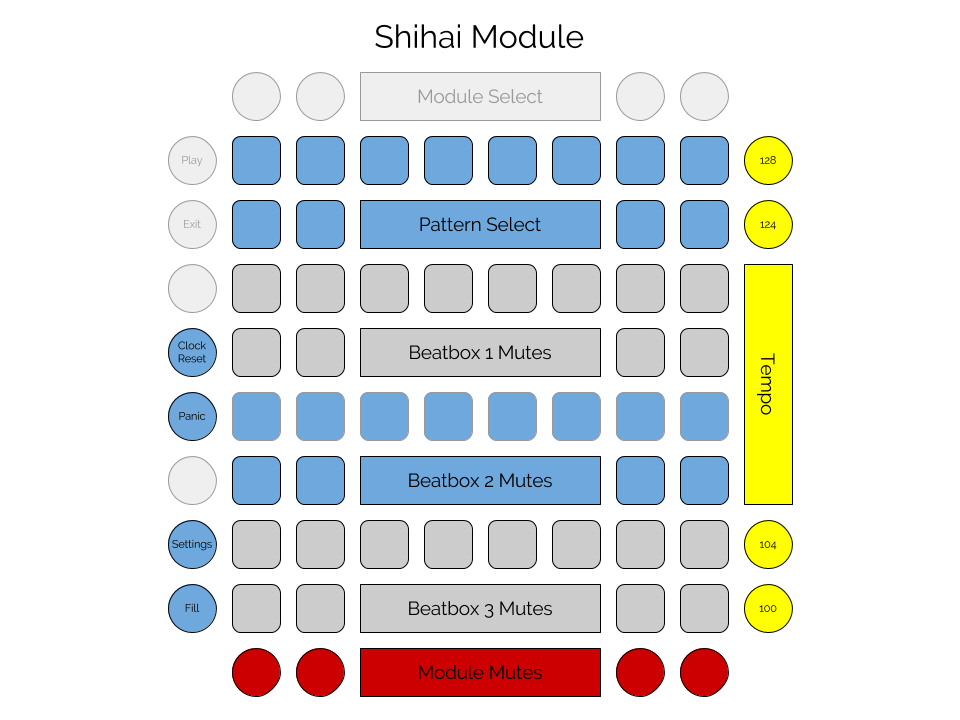 Shihai Module
Module Select
Play
128
Exit
Pattern Select
124
Clock
Reset
Beatbox 1 Mutes
Tempo
Panic
Beatbox 2 Mutes
Settings
104
Fill
Beatbox 3 Mutes
100
Module Mutes